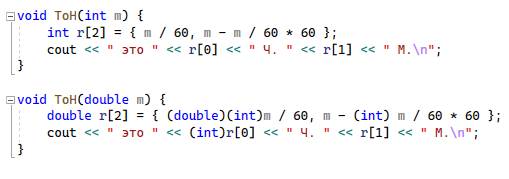 void ToH(int m) {
    int r[2] = { m / 60, m - m / 60 * 60 };
    cout << " это " << r[0] << " Ч. " << r[1] << " М.\n";
}
void ToH(double m) {
    double r[2] = { (double)(int)m / 60, m - (int) m / 60 * 60 };
    cout << " это " << (int)r[0] << " Ч. " << r[1] << " М.\n";
}